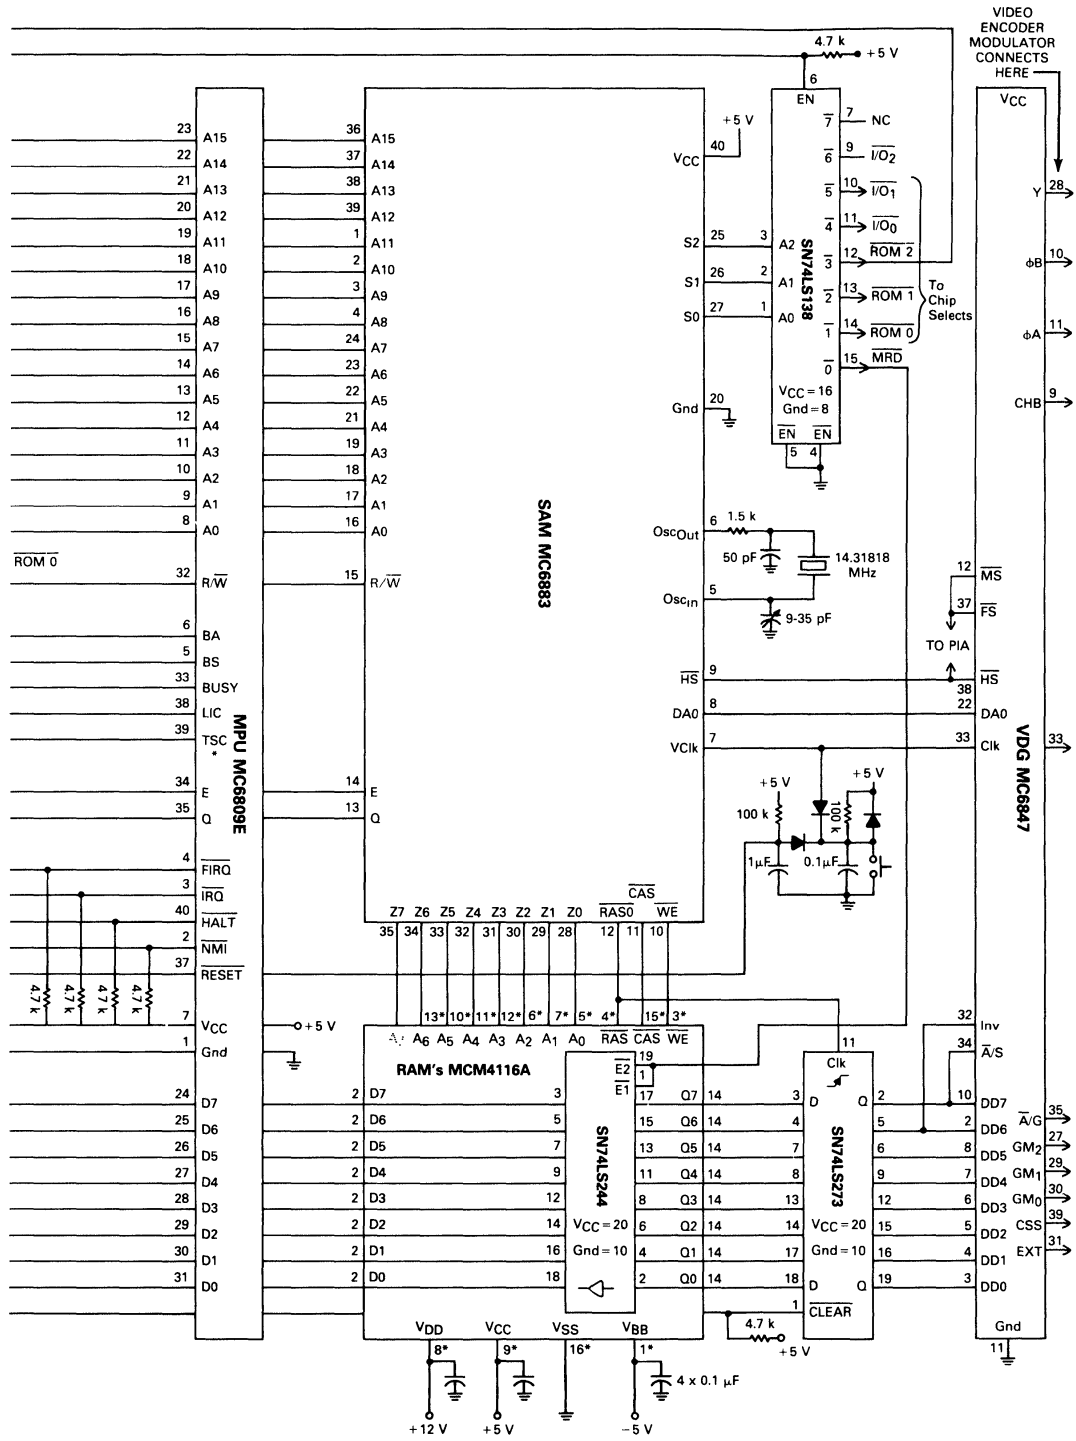 VIDEO
ENCODER
MODULATOR
CONNECTS
HERE
4.7 k
+5 V
6
EN
VCC
7
7
NC
6
9
I/O2
5
10
I/O1
4
11
I/O0
3
12
ROM 2
2
13
ROM 1
1
14
ROM 0
0
15
MRD
To
Chip
Selects
SN74LS138
3
A2
2
A1
1
A0
VCC = 16
Gnd = 8
EN
EN
5
4
23
A15
22
A14
21
A13
20
A12
19
A11
18
A10
17
A9
16
A8
15
A7
14
A6
13
A5
12
A4
11
A3
10
A2
9
A1
8
A0
ROM 0
32
R/W
6
BA
5
BS
33
BUSY
38
LIC
39
TSC
*
34
E
35
Q
4
FIRQ
3
IRQ
40
HALT
2
NMI
37
RESET
4.7 k
4.7 k
4.7 k
4.7 k
7
VCC
+5 V
1
Gnd
24
D7
25
D6
26
D5
27
D4
28
D3
29
D2
30
D1
31
D0
MPU MC6809E
36
A15
37
A14
38
A13
39
A12
1
A11
2
A10
3
A9
4
A8
24
A7
23
A6
22
A5
21
A4
19
A3
18
A2
17
A1
16
A0
15
R/W
14
E
13
Q
SAM MC6883
+5 V
VCC
40
S2
25
S1
26
S0
27
Gnd
20
OscOut
6
1.5 k
50 pF
14.31818
MHz
OscIn
5
9-35 pF
HS
9
DA0
8
VClk
7
+5 V
100 k
1µF
0.1µF
100 k
+5 V
Z7 Z6 Z5 Z4 Z3 Z2 Z1 Z0
RAS0
CAS
WE
35 34 33 32 31 30 29 28 12 11 10
13* 10* 11* 12* 6* 7* 5* 4* 15* 3*
A6 A5 A4 A3 A2 A1 A0 RAS CAS WE
RAM's MCM4116A
2 D7
2 D6
2 D5
2 D4
2 D3
2 D2
2 D1
2 D0
3
5
7
9
12
14
16
18
E2
19
E1
1
SN74LS244
VCC = 20
Gnd = 10
17 Q7 14
15 Q6 14
13 Q5 14
11 Q4 14
8 Q3 14
6 Q2 14
4 Q1 14
2 Q0 14
VDD
8*
+12 V
VCC
9*
+5 V
VSS
16*
VBB
1*
-5 V
4 x 0.1 µF
11
Clk
SN74LS273
3 D Q 2
4 5
7 6
8 9
13 12
14 VCC = 20 15
17 Gnd = 10 16
18 D Q 19
1
CLEAR
4.7 k
+5 V
VDG MC6847
Y
28
ϕB
10
ϕA
11
CHB
9
12
MS
37
FS
TO PIA
HS
38
22
DA0
33
Clk
33
32
Inv
34
A/S
10
DD7
2
DD6
8
DD5
7
DD4
6
DD3
5
DD2
4
DD1
3
DD0
A/G
35
GM2
27
GM1
29
GM0
30
CSS
39
EXT
31
Gnd
11